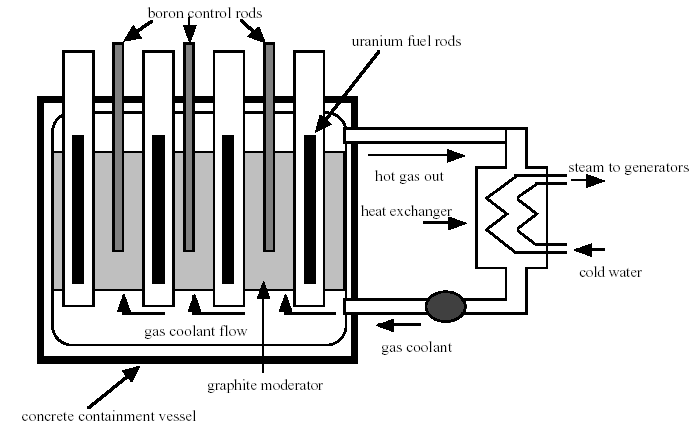 boron control rods
uranium fuel rods
hot gas out
steam to generators
heat exchanger
cold water
gas coolant flow
gas coolant
graphite moderator
concrete containment vessel